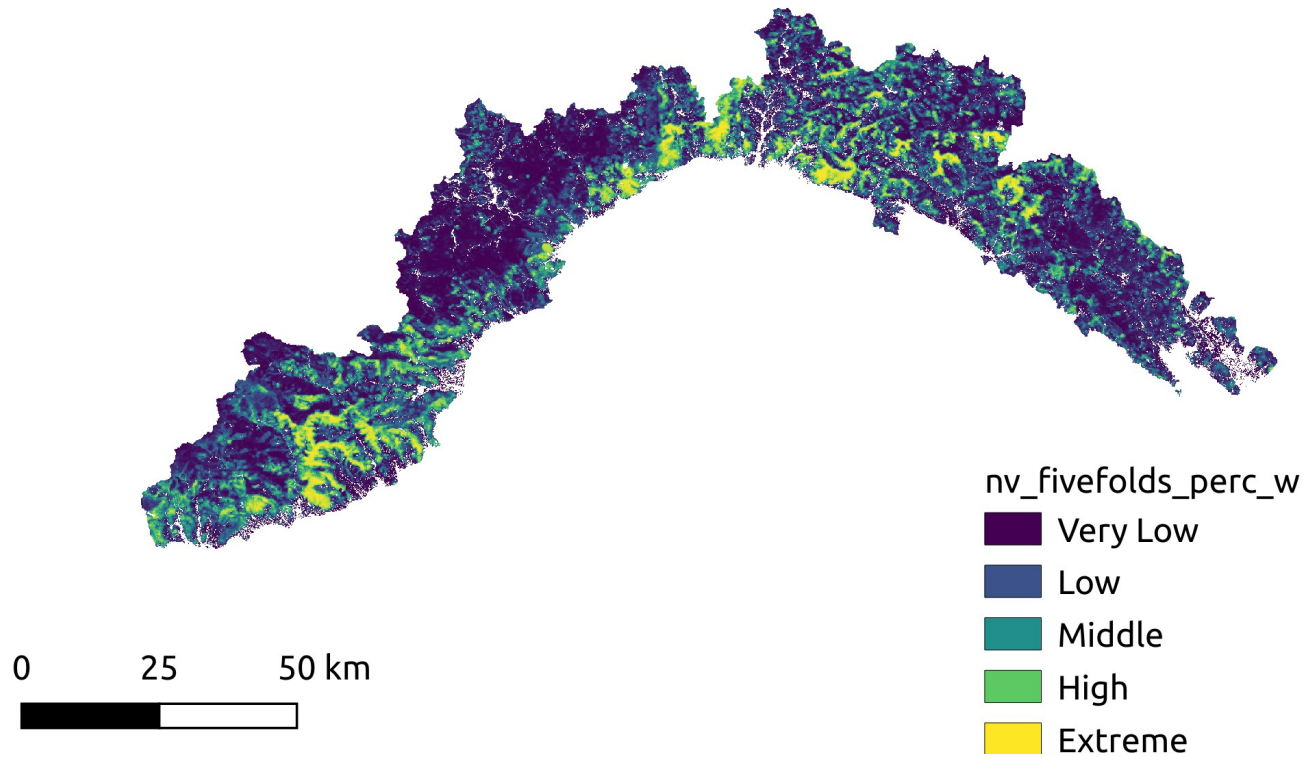 nv_fivefolds_perc_w
Very Low
Low
Middle
High
Extreme
0 25 50 km